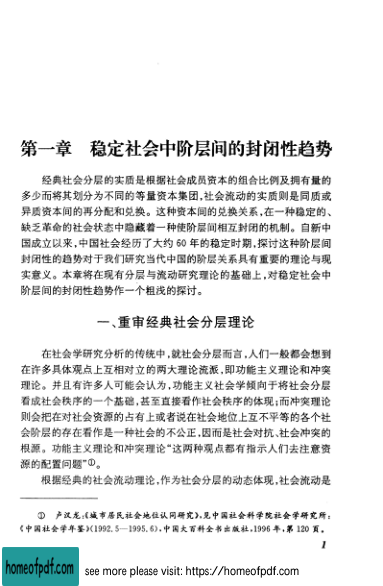 第一章 稳定社会中阶层间的封闭性趋势
经典社会分层的实质是根据社会成员资本的组合比例及拥有量的
多少而将其划分为不同的等量资本集团,社会流动的实质则是同质或
异质资本间的再分配和兑换。这种资本间的兑换关系,在一种稳定的、
缺乏革命的社会状态中隐藏着一种使阶层间相互封闭的机制。自新中
国成立以来,中国社会经历了大约 60 年的稳定时期,探讨这种阶层间
封闭性的趋势对于我们研究当代中国的阶层关系具有重要的理论与现
实意义。本章将在现有分层与流动研究理论的基础上,对稳定社会中
阶层间的封闭性趋势作一个粗浅的探讨。
一、重审经典社会分层理论
在社会学研究分析的传统中,就社会分层而言,人们一般都会想到
在许多具体观点上互相对立的两大理论流派,即功能主义理论和冲突
理论。并且有许多人可能会认为,功能主义社会学倾向于将社会分层
看成社会秩序的一个基础,甚至直接看作社会秩序的体现;而冲突理论
则会把在对社会资源的占有上或者说在社会地位上互不平等的各个社
会阶层的存在看作是一种社会的不公正,因而是社会对抗、社会冲突的
根源。功能主义理论和冲突理论“这两种观点都有指示人们去注意资
源的配置问题”①。
根据经典的社会流动理论,作为社会分层的动态体现,社会流动是
① 卢汉龙:《城市居民社会地位认同研究》,见中国社会科学院社会学研究所:
《中国社会学年鉴》(1992.5—1995.6),中国大百科全书出版社,1996 年,第 120 页。
1
homeofpdf.com
see more please visit: https://homeofpdf.com